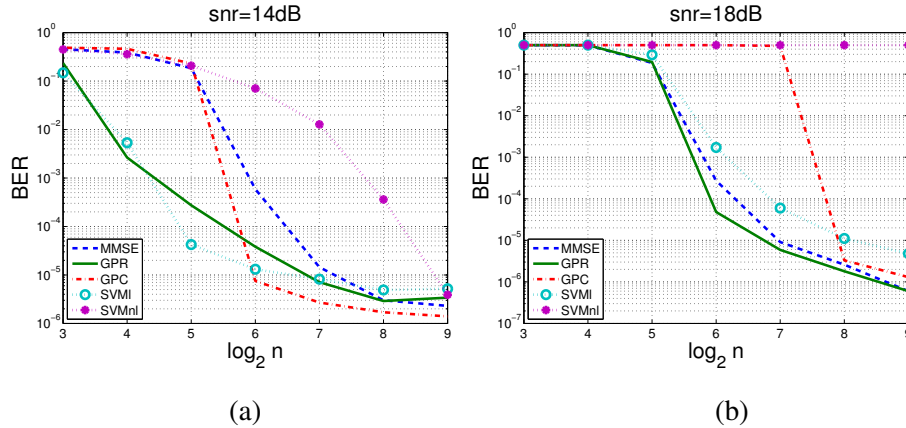 snr=14dB
10^0
10^-1
10^-2
10^-3
10^-4
10^-5
10^-6
BER
MMSE
GPR
GPC
SVMl
SVMnl
3 4 5 6 7 8 9
log_2 n
(a)
snr=18dB
10^0
10^-1
10^-2
10^-3
10^-4
10^-5
10^-6
10^-7
BER
MMSE
GPR
GPC
SVMl
SVMnl
3 4 5 6 7 8 9
log_2 n
(b)